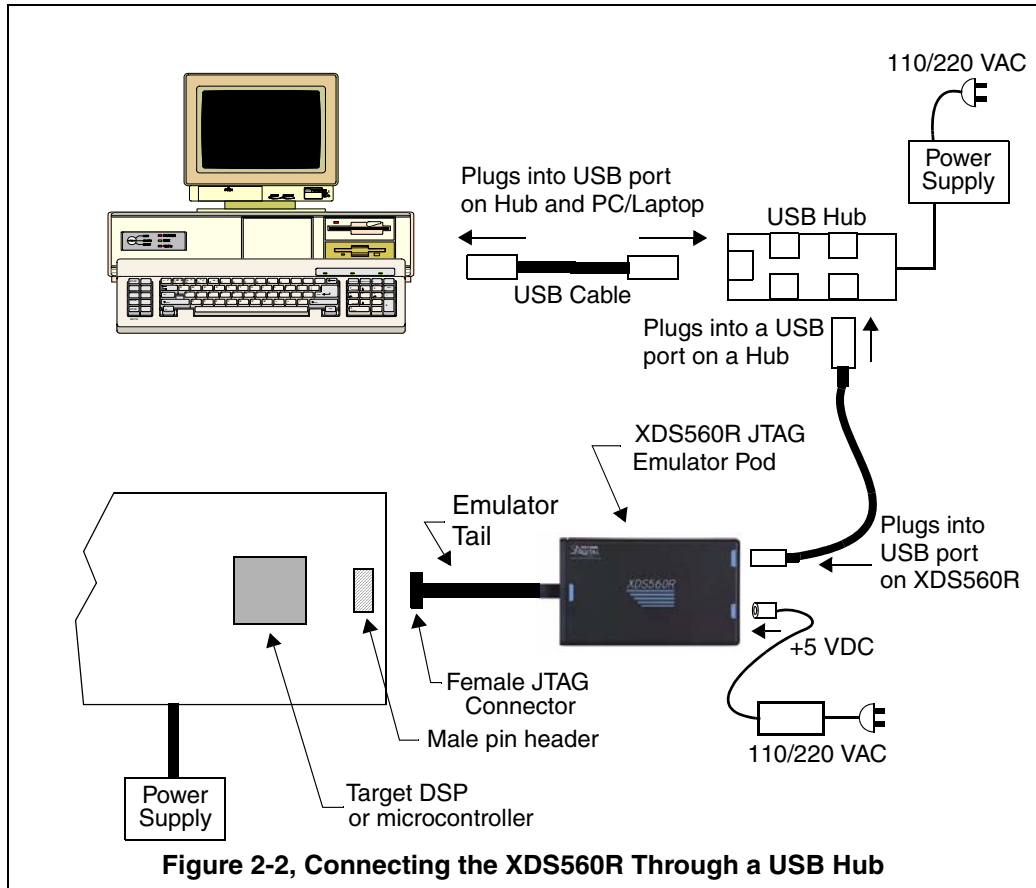 110/220 VAC
Power
Supply
Plugs into USB port
on Hub and PC/Laptop
USB Hub
USB Cable
Plugs into a USB
port on a Hub
XDS560R JTAG
Emulator Pod
Emulator
Tail
Plugs into
USB port
on XDS560R
DIGITAL
XDS560R
+5 VDC
Female JTAG
Connector
Male pin header
110/220 VAC
Power
Supply
Target DSP
or microcontroller
Figure 2-2, Connecting the XDS560R Through a USB Hub